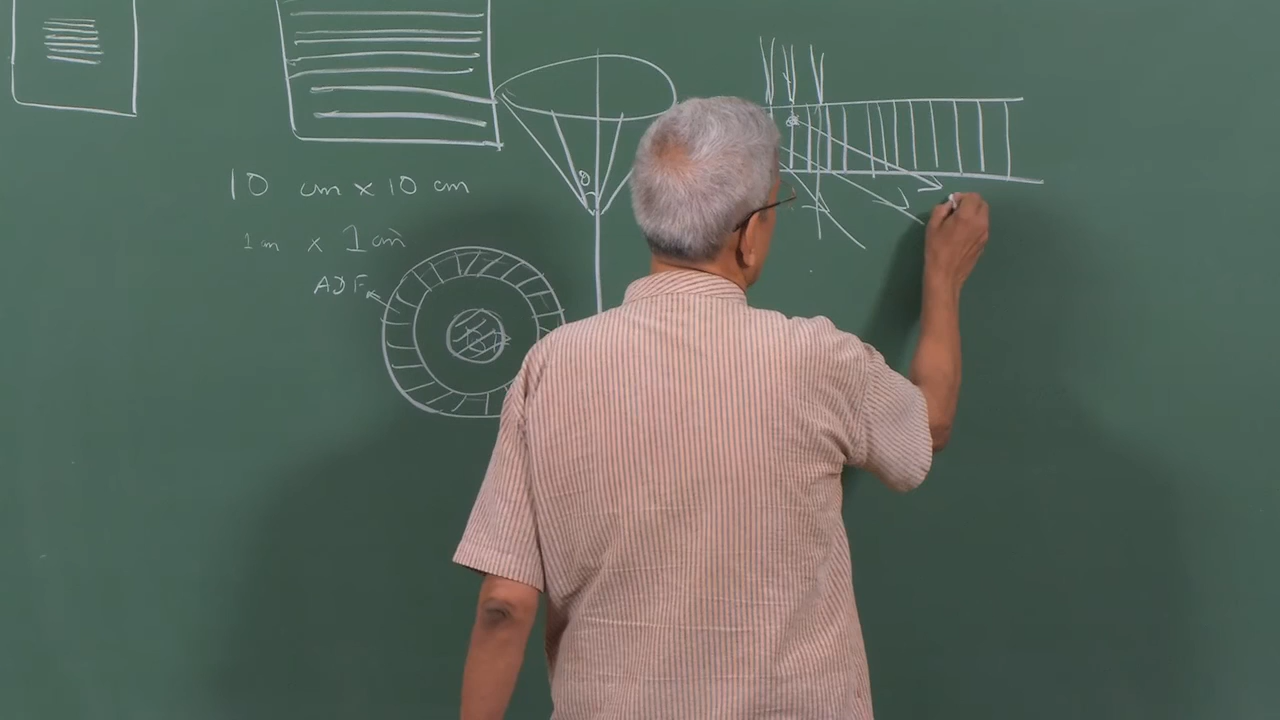 10 cm x 10 cm
1 cm x 1 cm
ADF
θ